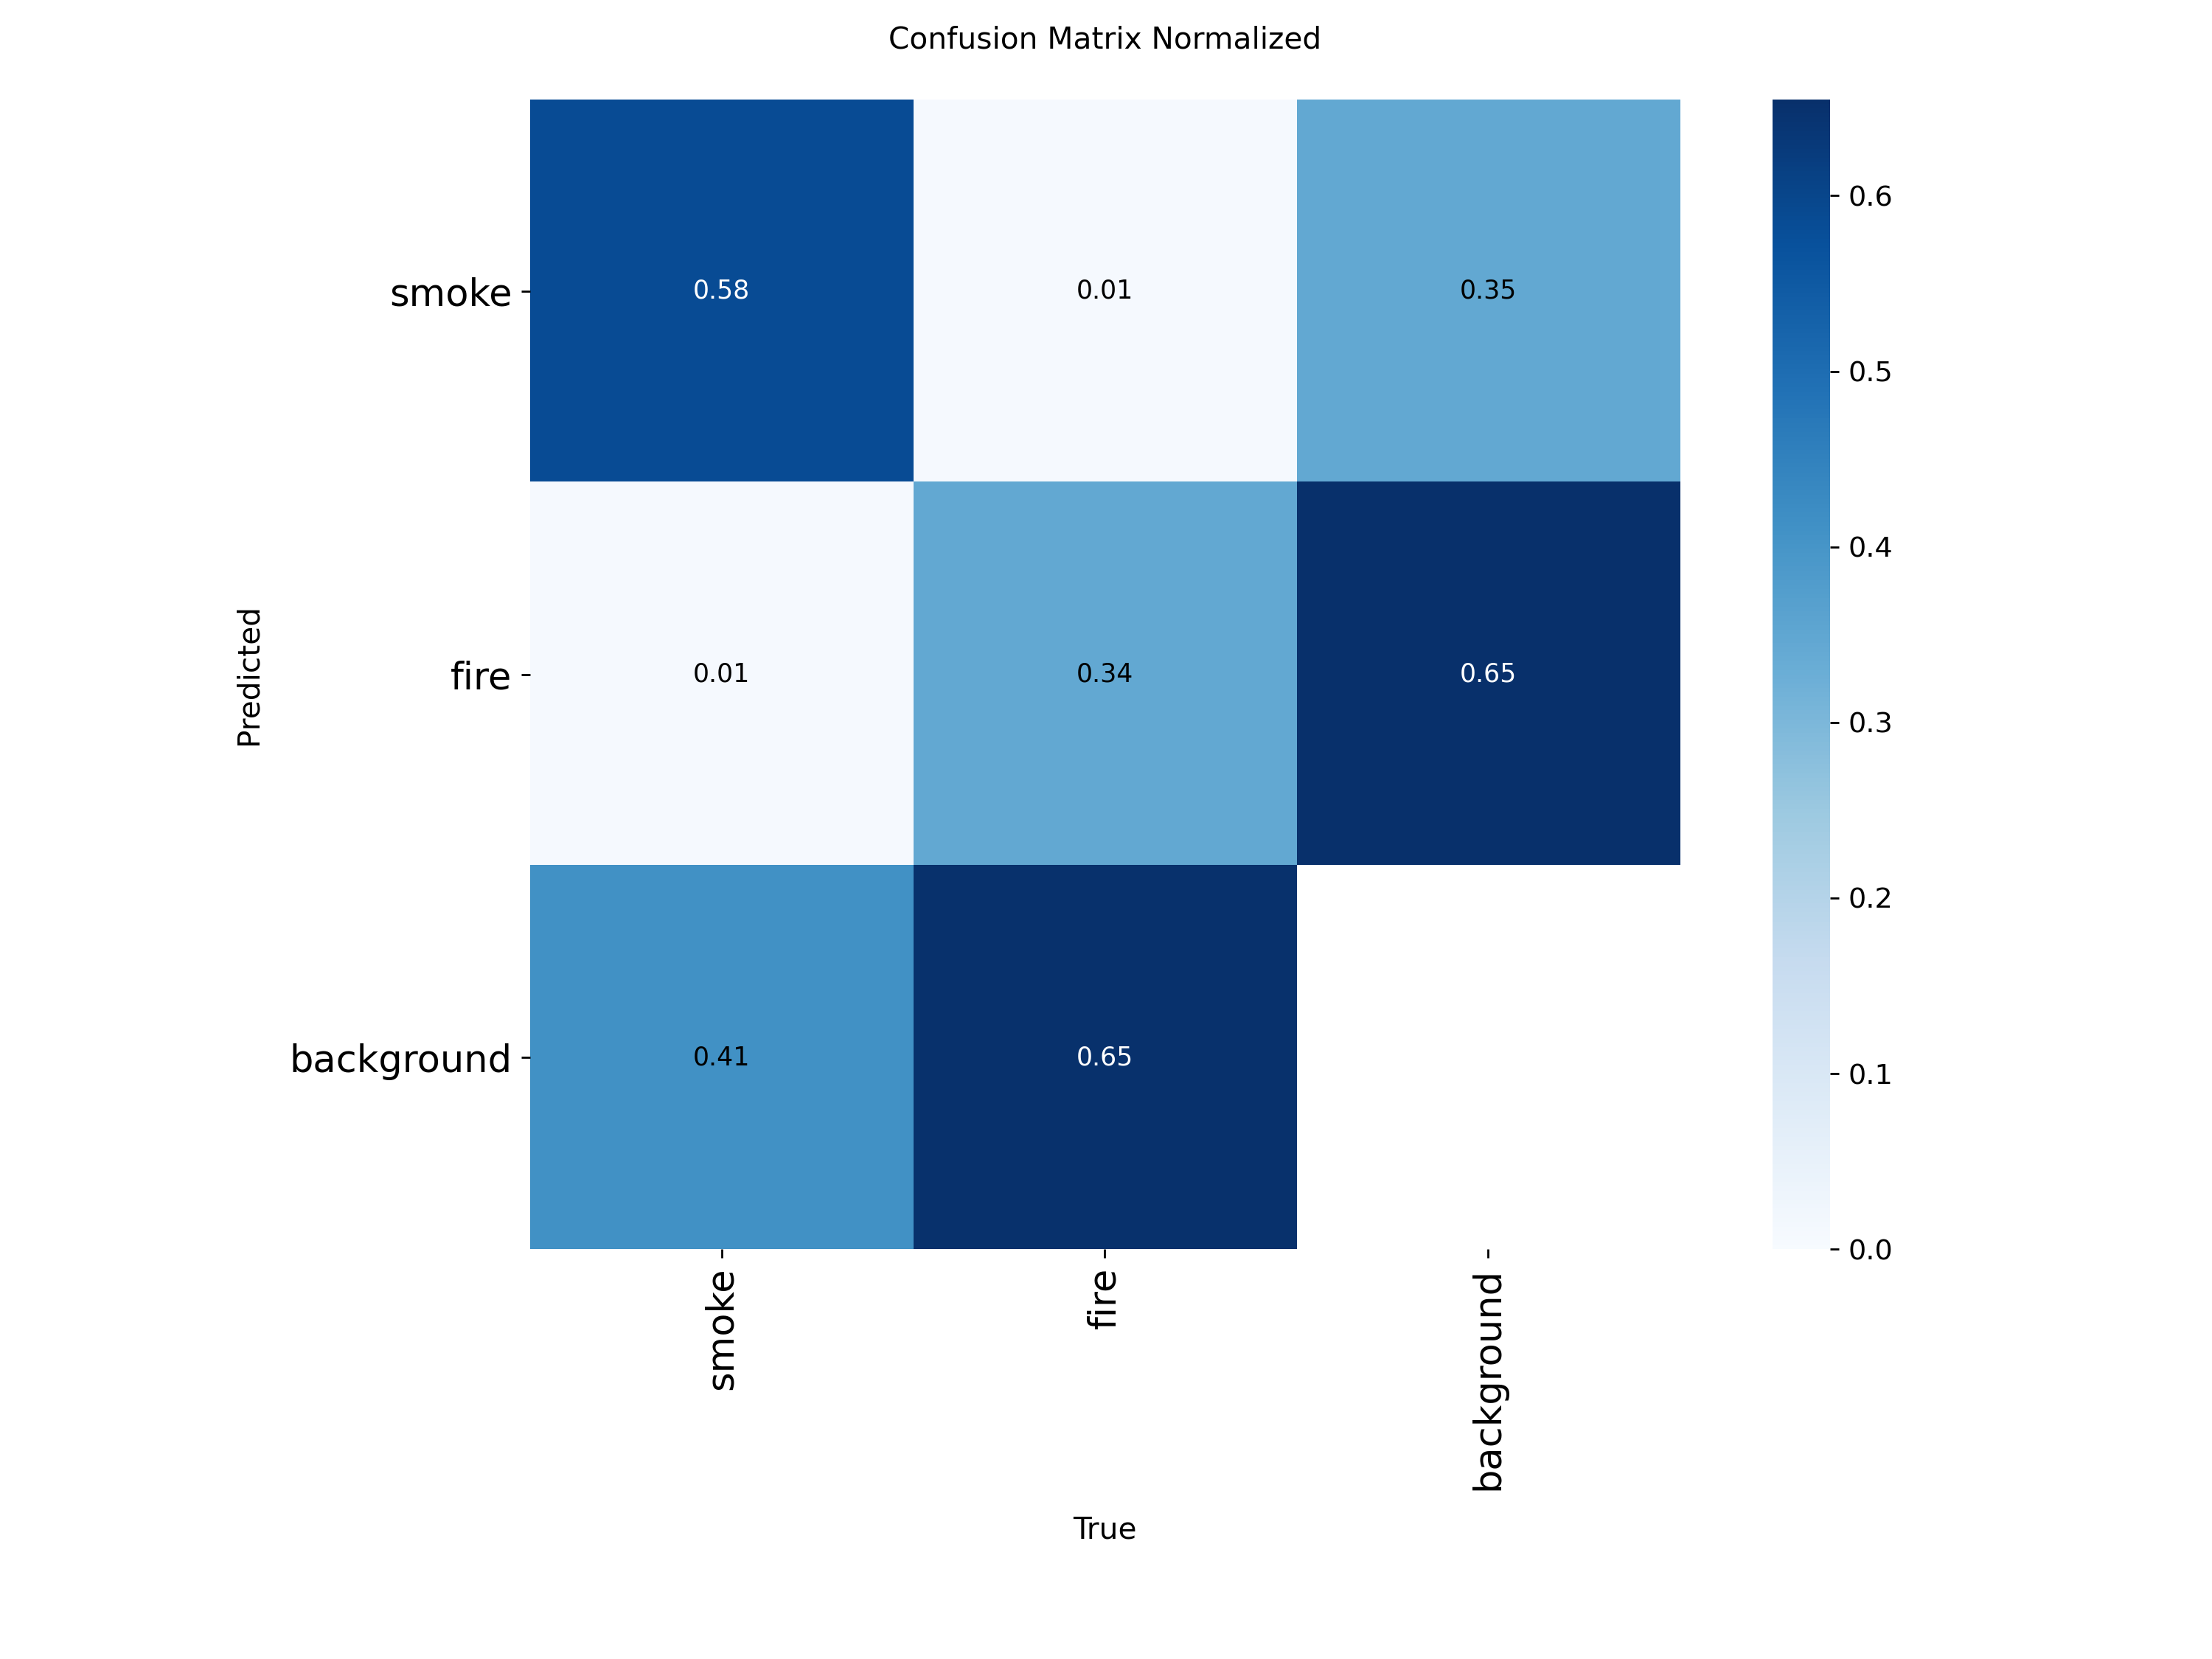 Confusion Matrix Normalized
smoke
0.58
0.01
0.35
fire
0.01
0.34
0.65
background
0.41
0.65
smoke
fire
background
Predicted
True
0.6
0.5
0.4
0.3
0.2
0.1
0.0